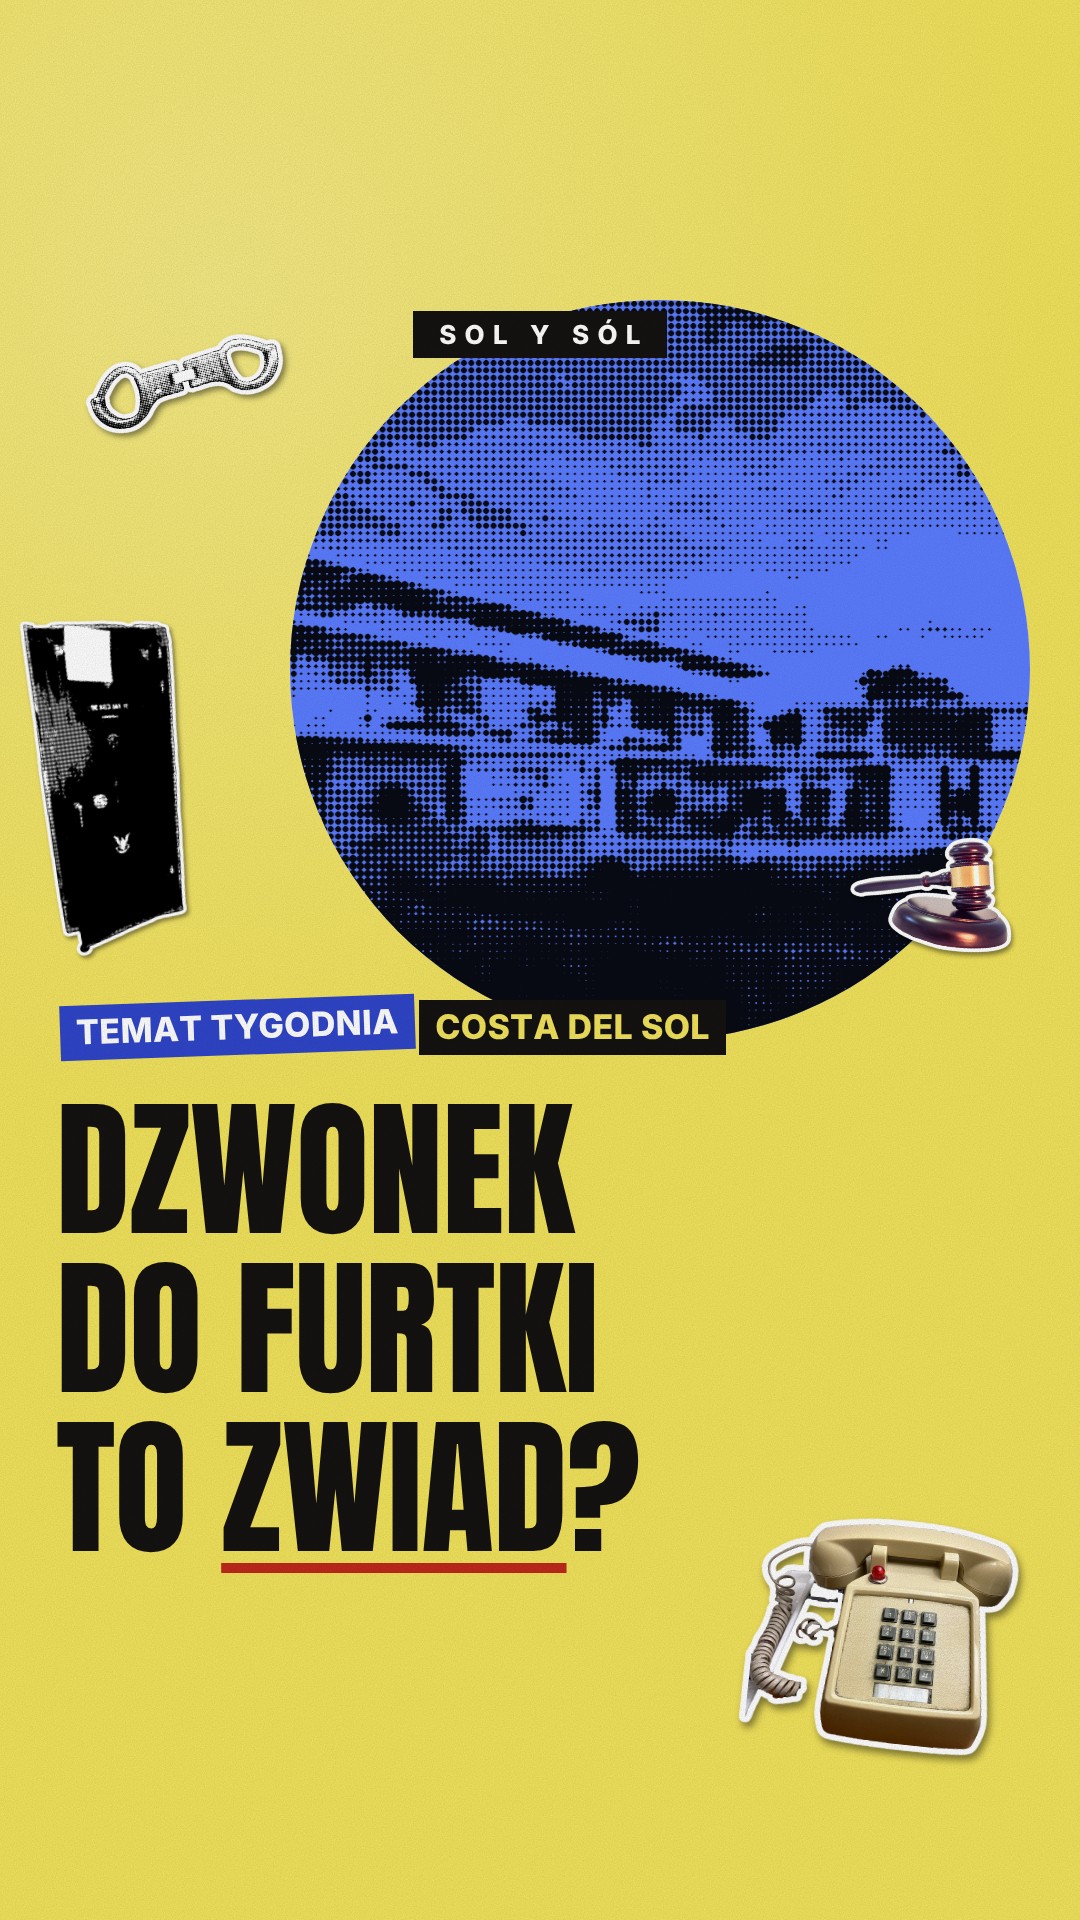 SOL Y SÓL
TEMAT TYGODNIA
COSTA DEL SOL
DZWONEK
DO FURTKI
TO ZWIAD?